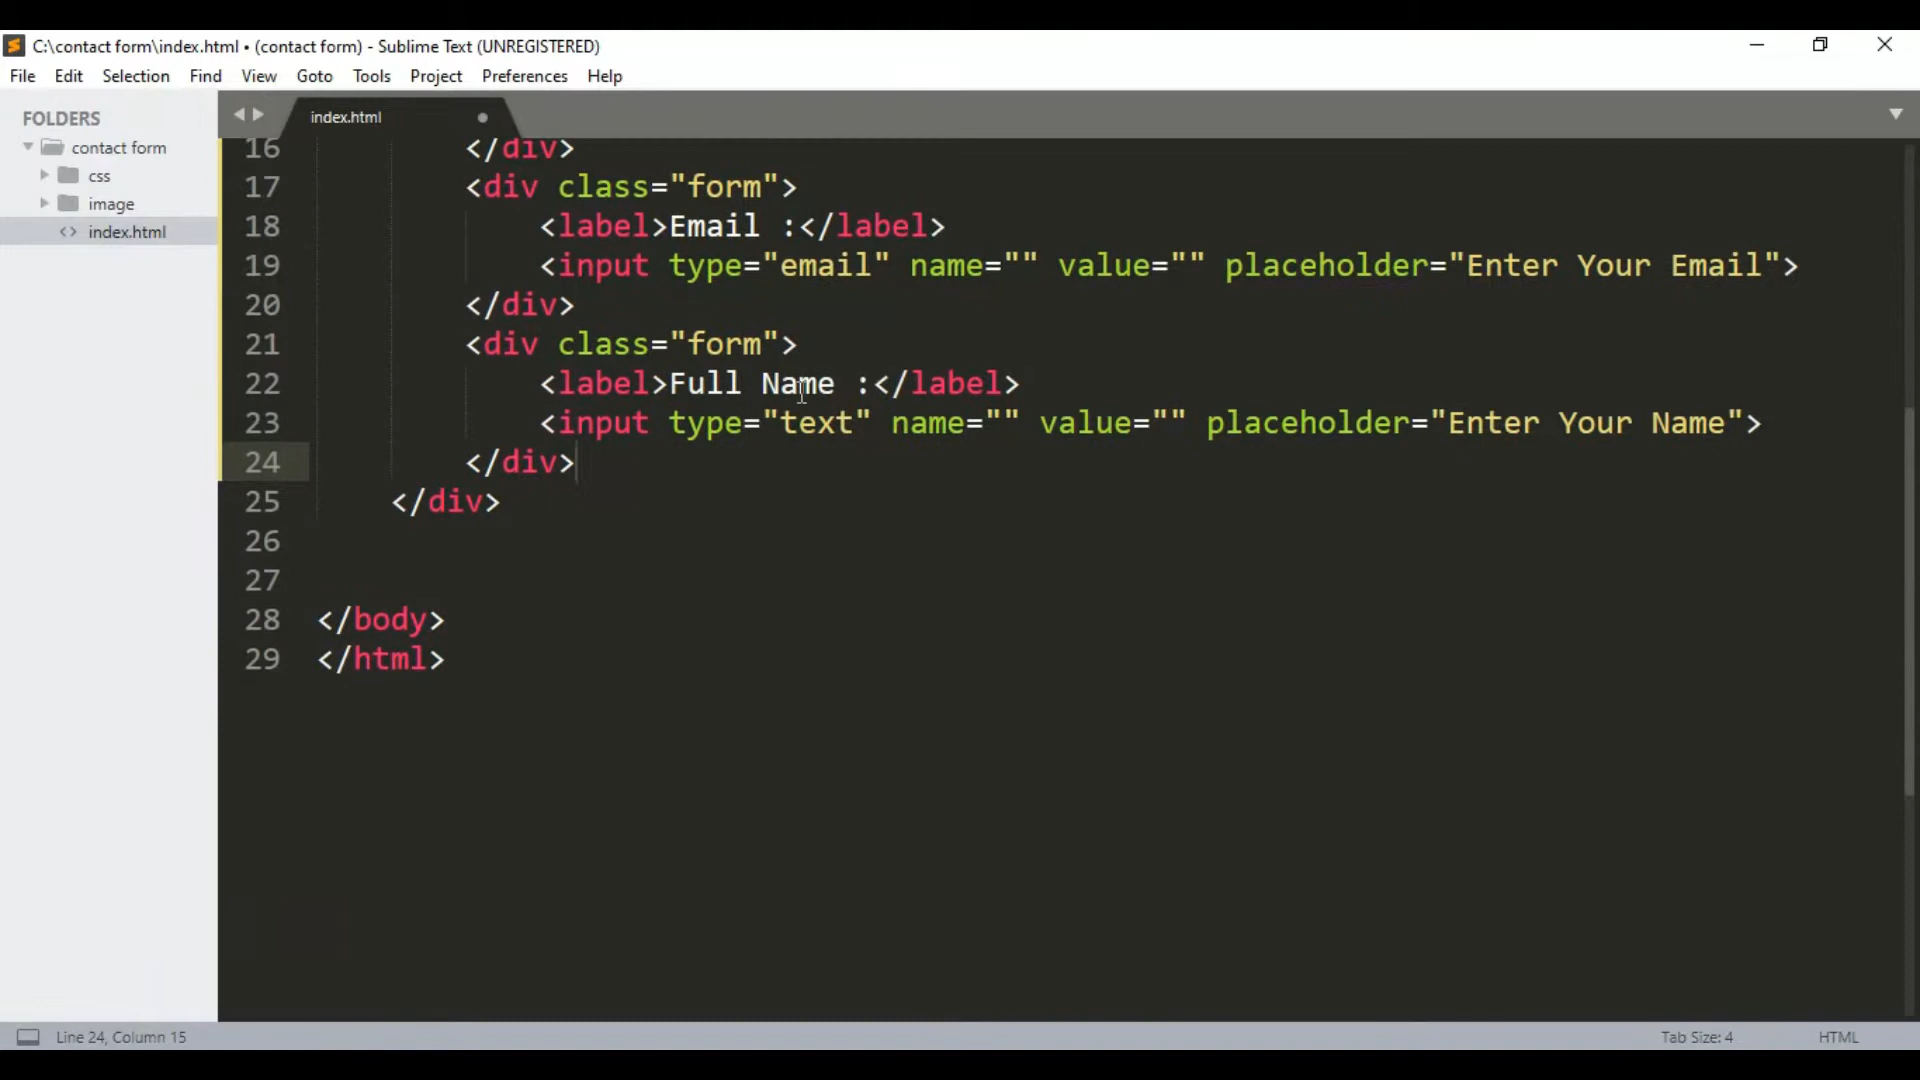 C:\contact form\index.html • (contact form) - Sublime Text (UNREGISTERED)
File Edit Selection Find View Goto Tools Project Preferences Help
FOLDERS
contact form
css
image
<> index.html
index.html
16 </div>
17 <div class="form">
18 <label>Email :</label>
19 <input type="email" name="" value="" placeholder="Enter Your Email">
20 </div>
21 <div class="form">
22 <label>Full Name :</label>
23 <input type="text" name="" value="" placeholder="Enter Your Name">
24 </div>
25 </div>
26
27
28 </body>
29 </html>
Line 24, Column 15
Tab Size: 4
HTML